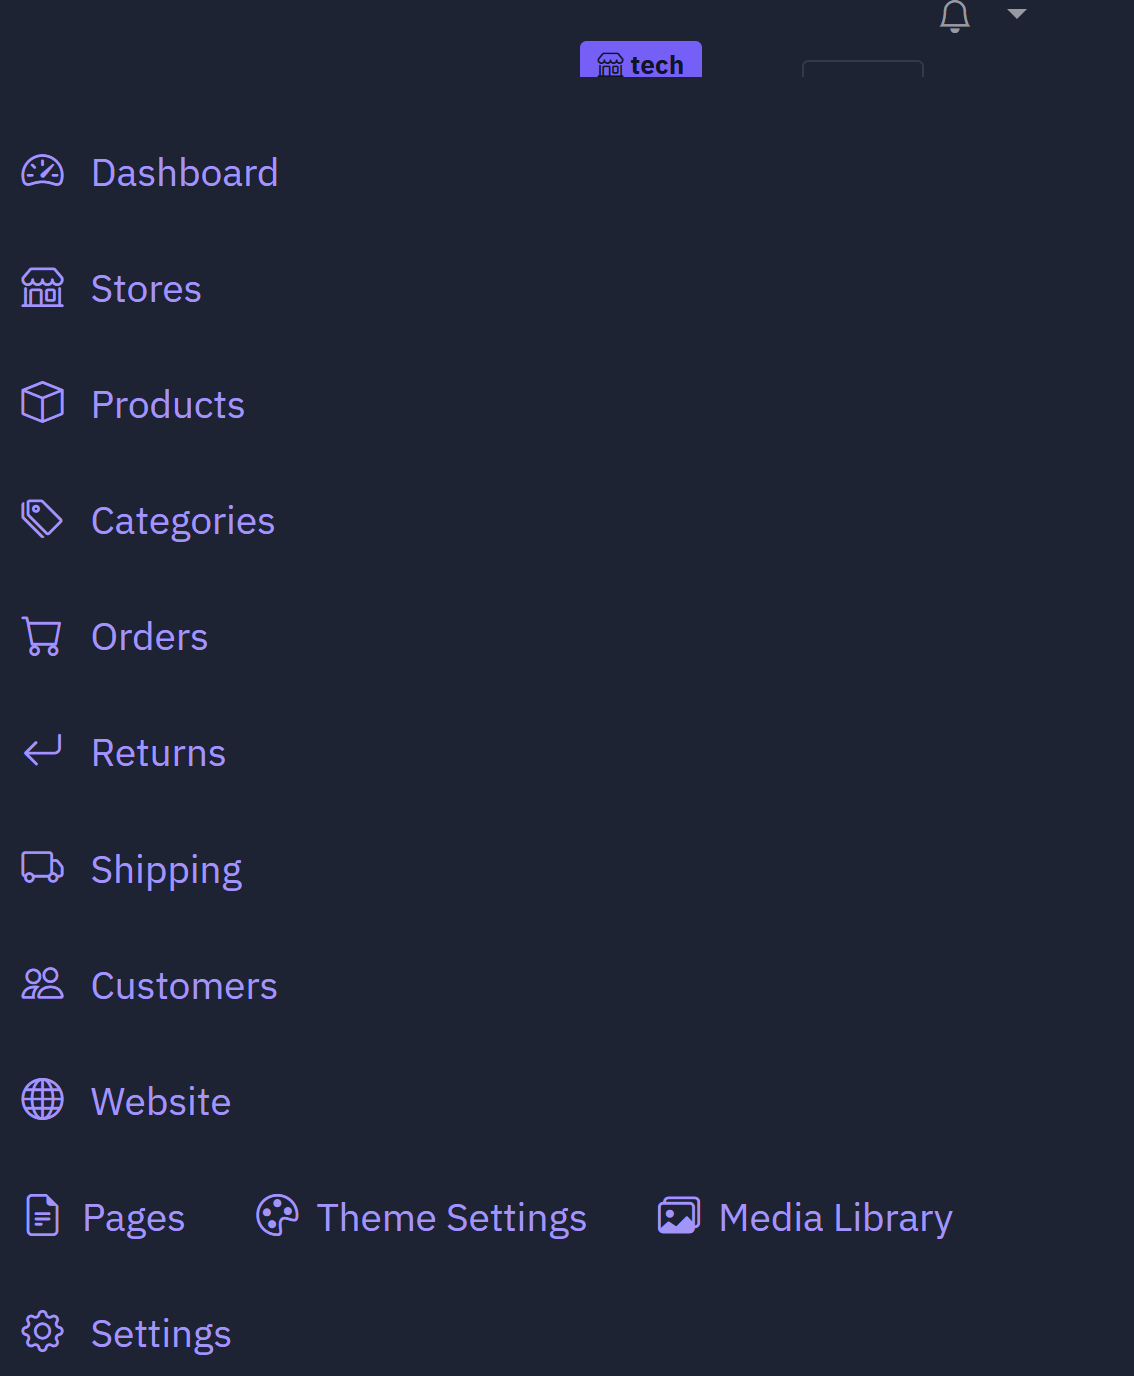 tech
Dashboard
Stores
Products
Categories
Orders
Returns
Shipping
Customers
Website
Pages Theme Settings Media Library
Settings